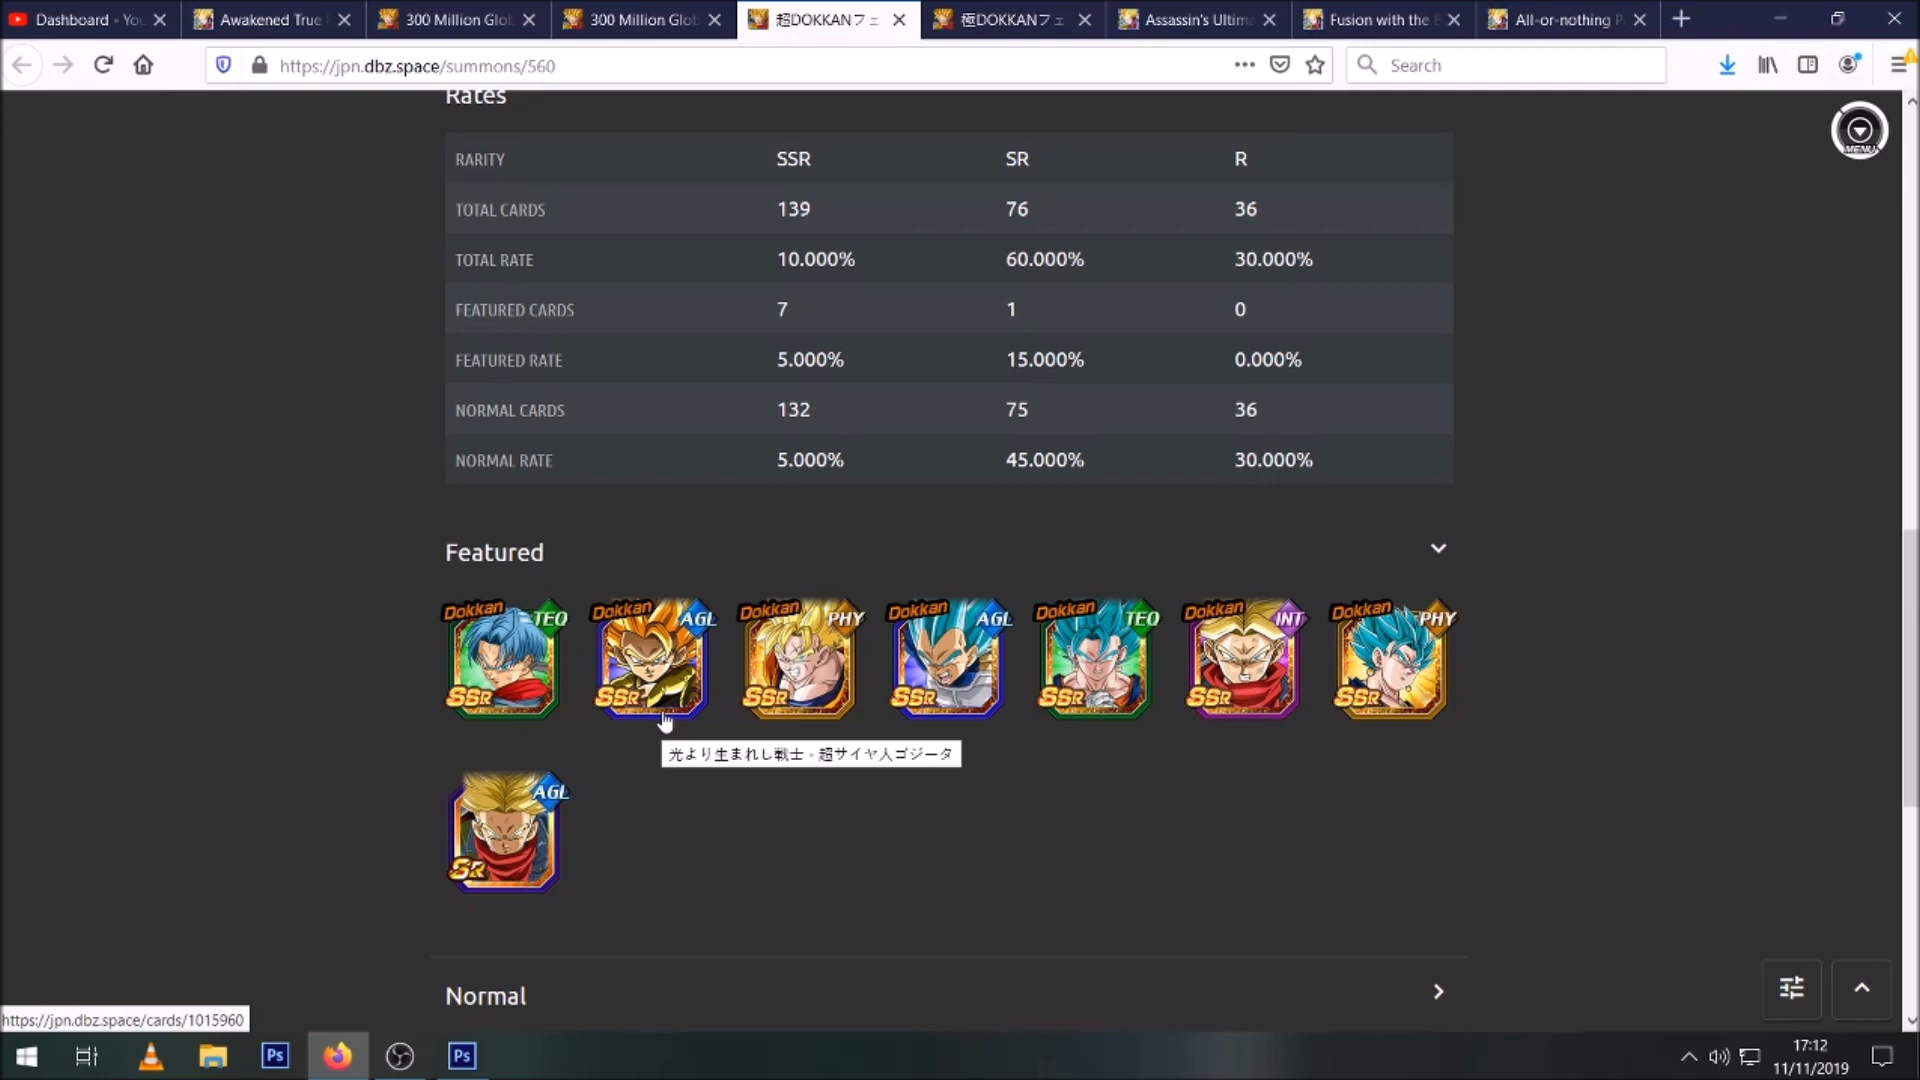 Dashboard - Yo
Awakened True
300 Million Glo
300 Million Glo
超DOKKANフェ
極DOKKANフェ
Assassin's Ultim
Fusion with the
All-or-nothing P
https://jpn.dbz.space/summons/560
Search
MENU
Rates
RARITY SSR SR R
TOTAL CARDS 139 76 36
TOTAL RATE 10.000% 60.000% 30.000%
FEATURED CARDS 7 1 0
FEATURED RATE 5.000% 15.000% 0.000%
NORMAL CARDS 132 75 36
NORMAL RATE 5.000% 45.000% 30.000%
Featured
Dokkan TEQ SSR
Dokkan AGL SSR
Dokkan PHY SSR
Dokkan AGL SSR
Dokkan TEQ SSR
Dokkan INT SSR
Dokkan PHY SSR
光より生まれし戦士 - 超サイヤ人ゴジータ
AGL SR
Normal
https://jpn.dbz.space/cards/1015960
Ps
Ps
17:12
11/11/2019